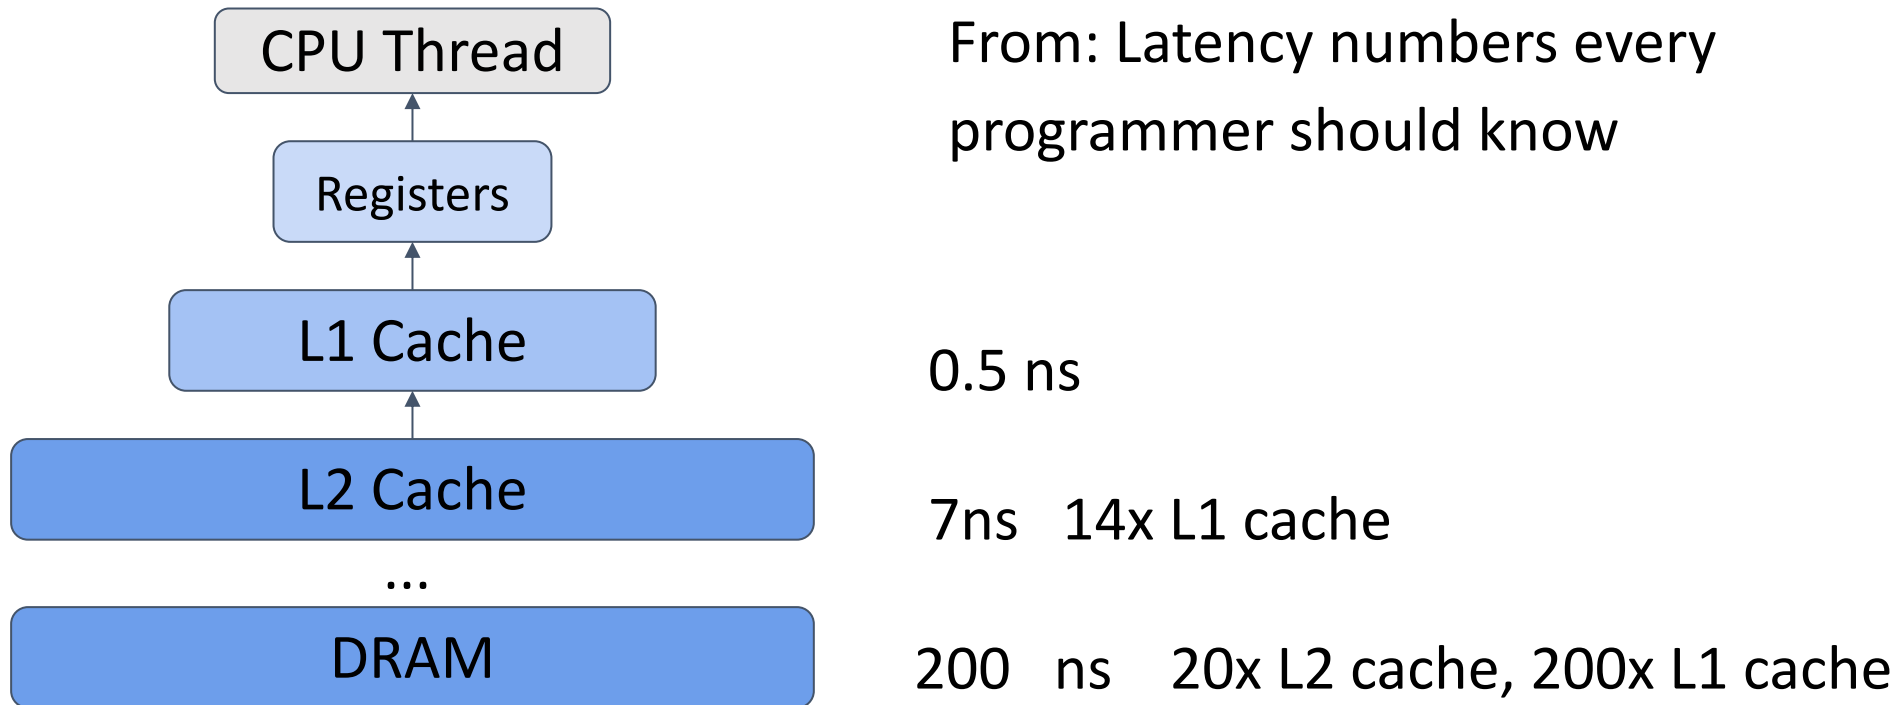 CPU Thread
Registers
L1 Cache
L2 Cache
...
DRAM
From: Latency numbers every
programmer should know
0.5 ns
7ns 14x L1 cache
200 ns 20x L2 cache, 200x L1 cache